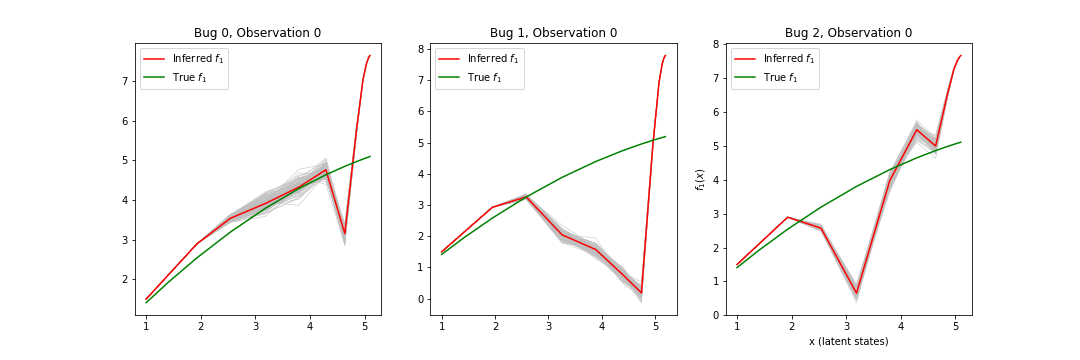 Bug 0, Observation 0
Inferred f₁
True f₁
7
6
5
4
3
2
1 2 3 4 5
Bug 1, Observation 0
Inferred f₁
True f₁
8
7
6
5
4
3
2
1
0
1 2 3 4 5
Bug 2, Observation 0
Inferred f₁
True f₁
f₁(x)
8
7
6
5
4
3
2
1
0
1 2 3 4 5
x (latent states)